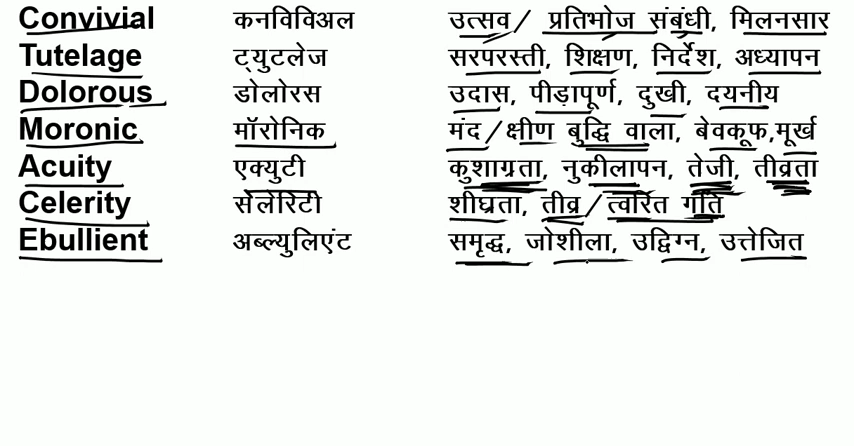 Convivial कनविविअल उत्सव/ प्रतिभोज संबंधी, मिलनसार
Tutelage ट्युटलेज सरपरस्ती, शिक्षण, निर्देश, अध्यापन
Dolorous डोलोरस उदास, पीड़ापूर्ण, दुखी, दयनीय
Moronic मॉरोनिक मंद/क्षीण बुद्धि वाला, बेवकूफ,मूर्ख
Acuity एक्युटी कुशाग्रता, नुकीलापन, तेजी, तीव्रता
Celerity सेलेरिटी शीघ्रता, तीव्र/त्वरित गति
Ebullient अब्ल्युलिएंट समृद्ध, जोशीला, उद्विग्न, उत्तेजित